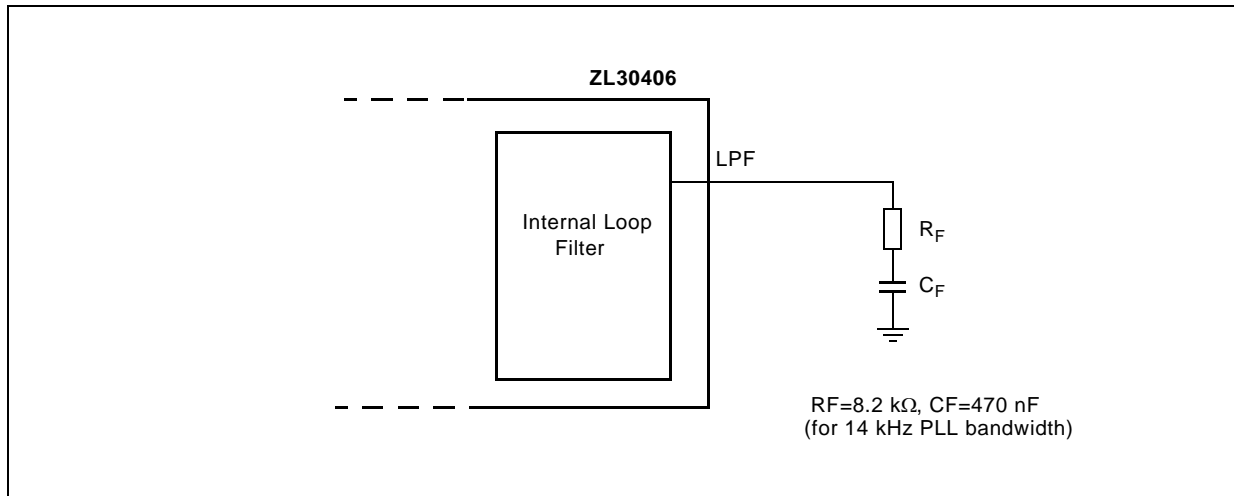 ZL30406
LPF
Internal Loop
Filter
RF
CF
RF=8.2 kΩ, CF=470 nF
(for 14 kHz PLL bandwidth)